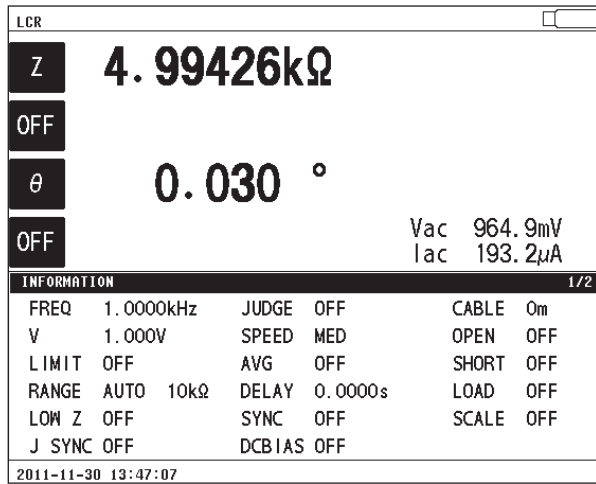 LCR
Z 4.99426kΩ
OFF
θ 0.030 °
OFF
Vac 964.9mV
Iac 193.2μA
INFORMATION 1/2
FREQ 1.0000kHz JUDGE OFF CABLE 0m
V 1.000V SPEED MED OPEN OFF
LIMIT OFF AVG OFF SHORT OFF
RANGE AUTO 10kΩ DELAY 0.0000s LOAD OFF
LOW Z OFF SYNC OFF SCALE OFF
J SYNC OFF DCBIAS OFF
2011-11-30 13:47:07